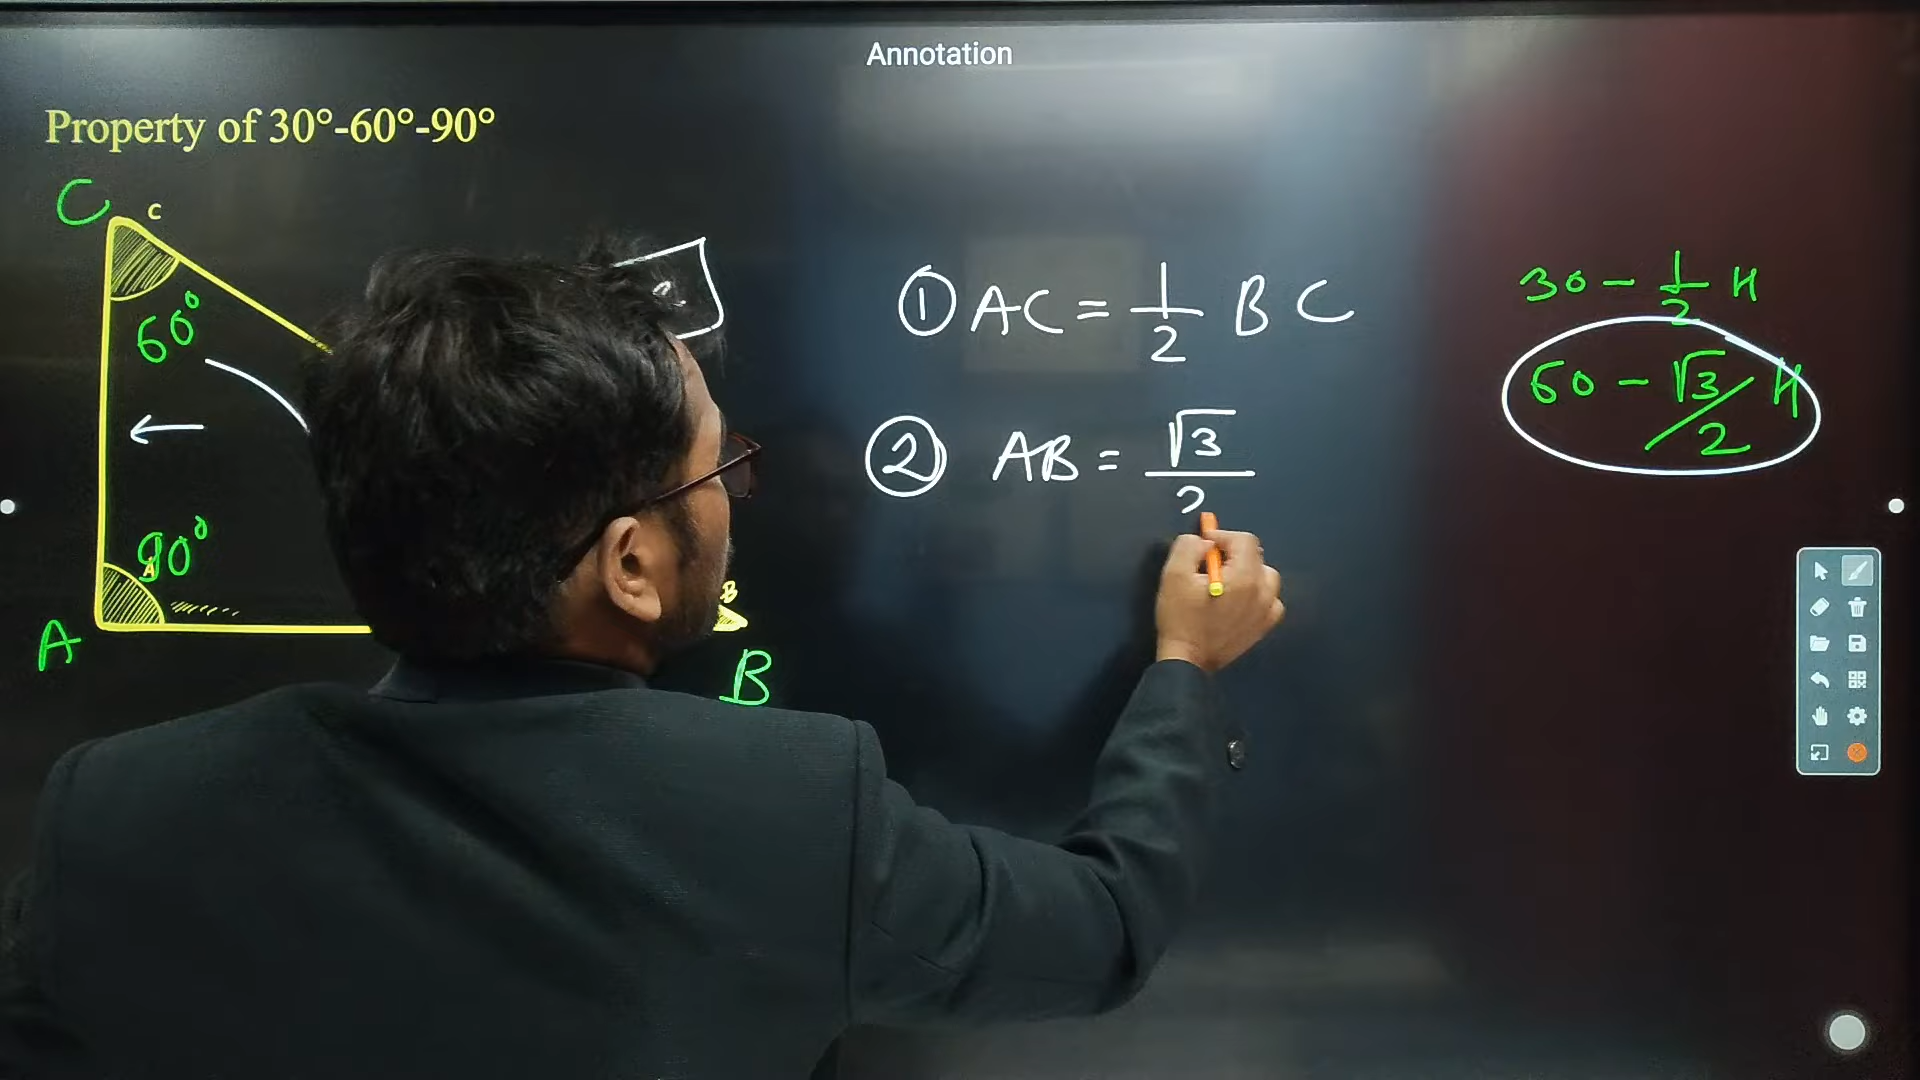 Annotation
Property of 30°-60°-90°
C
C
60°
90°
A
A
B
B
① AC = 1/2 BC
② AB = √3/2
30 - 1/2 H
60 - √3/2 H